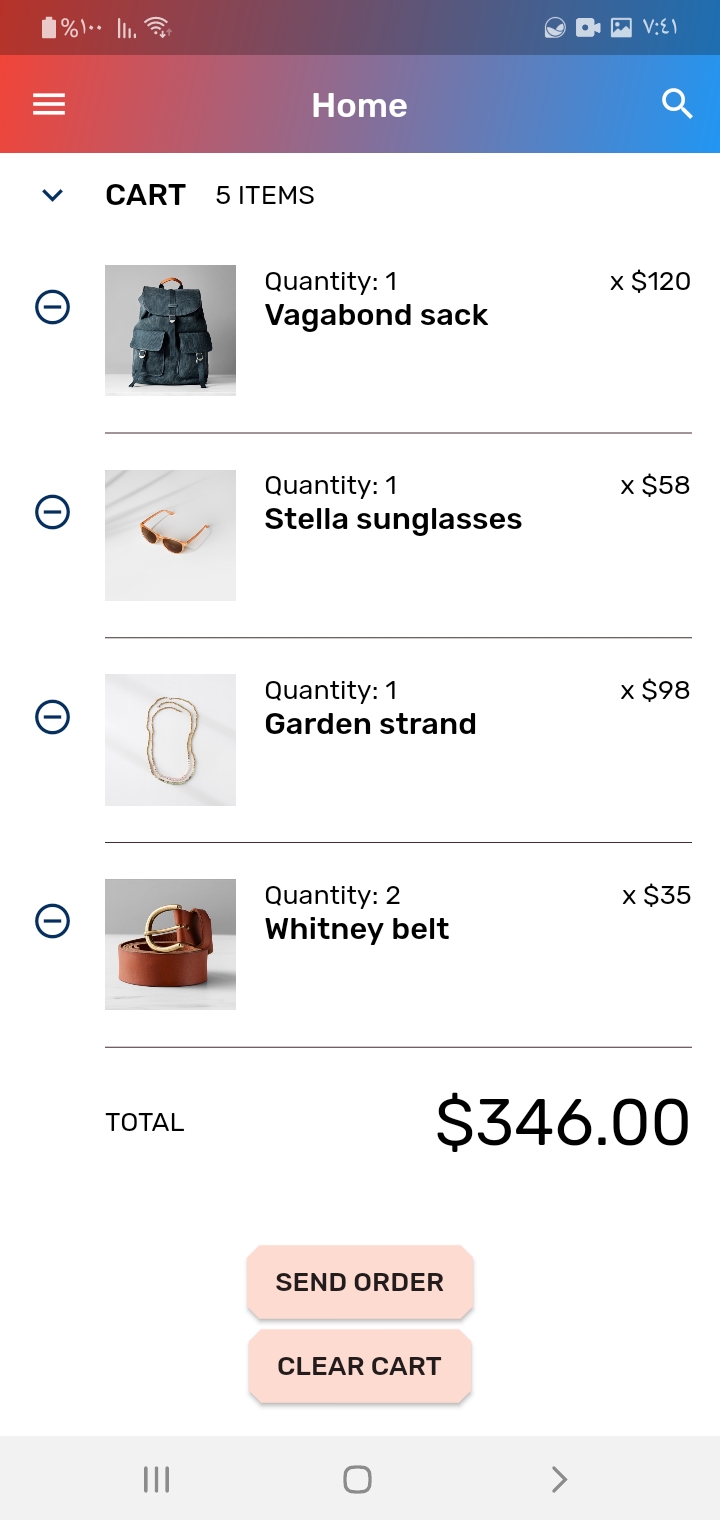 %١٠٠ ٧:٤١
Home
CART 5 ITEMS
Quantity: 1 x $120
Vagabond sack
Quantity: 1 x $58
Stella sunglasses
Quantity: 1 x $98
Garden strand
Quantity: 2 x $35
Whitney belt
TOTAL $346.00
SEND ORDER
CLEAR CART